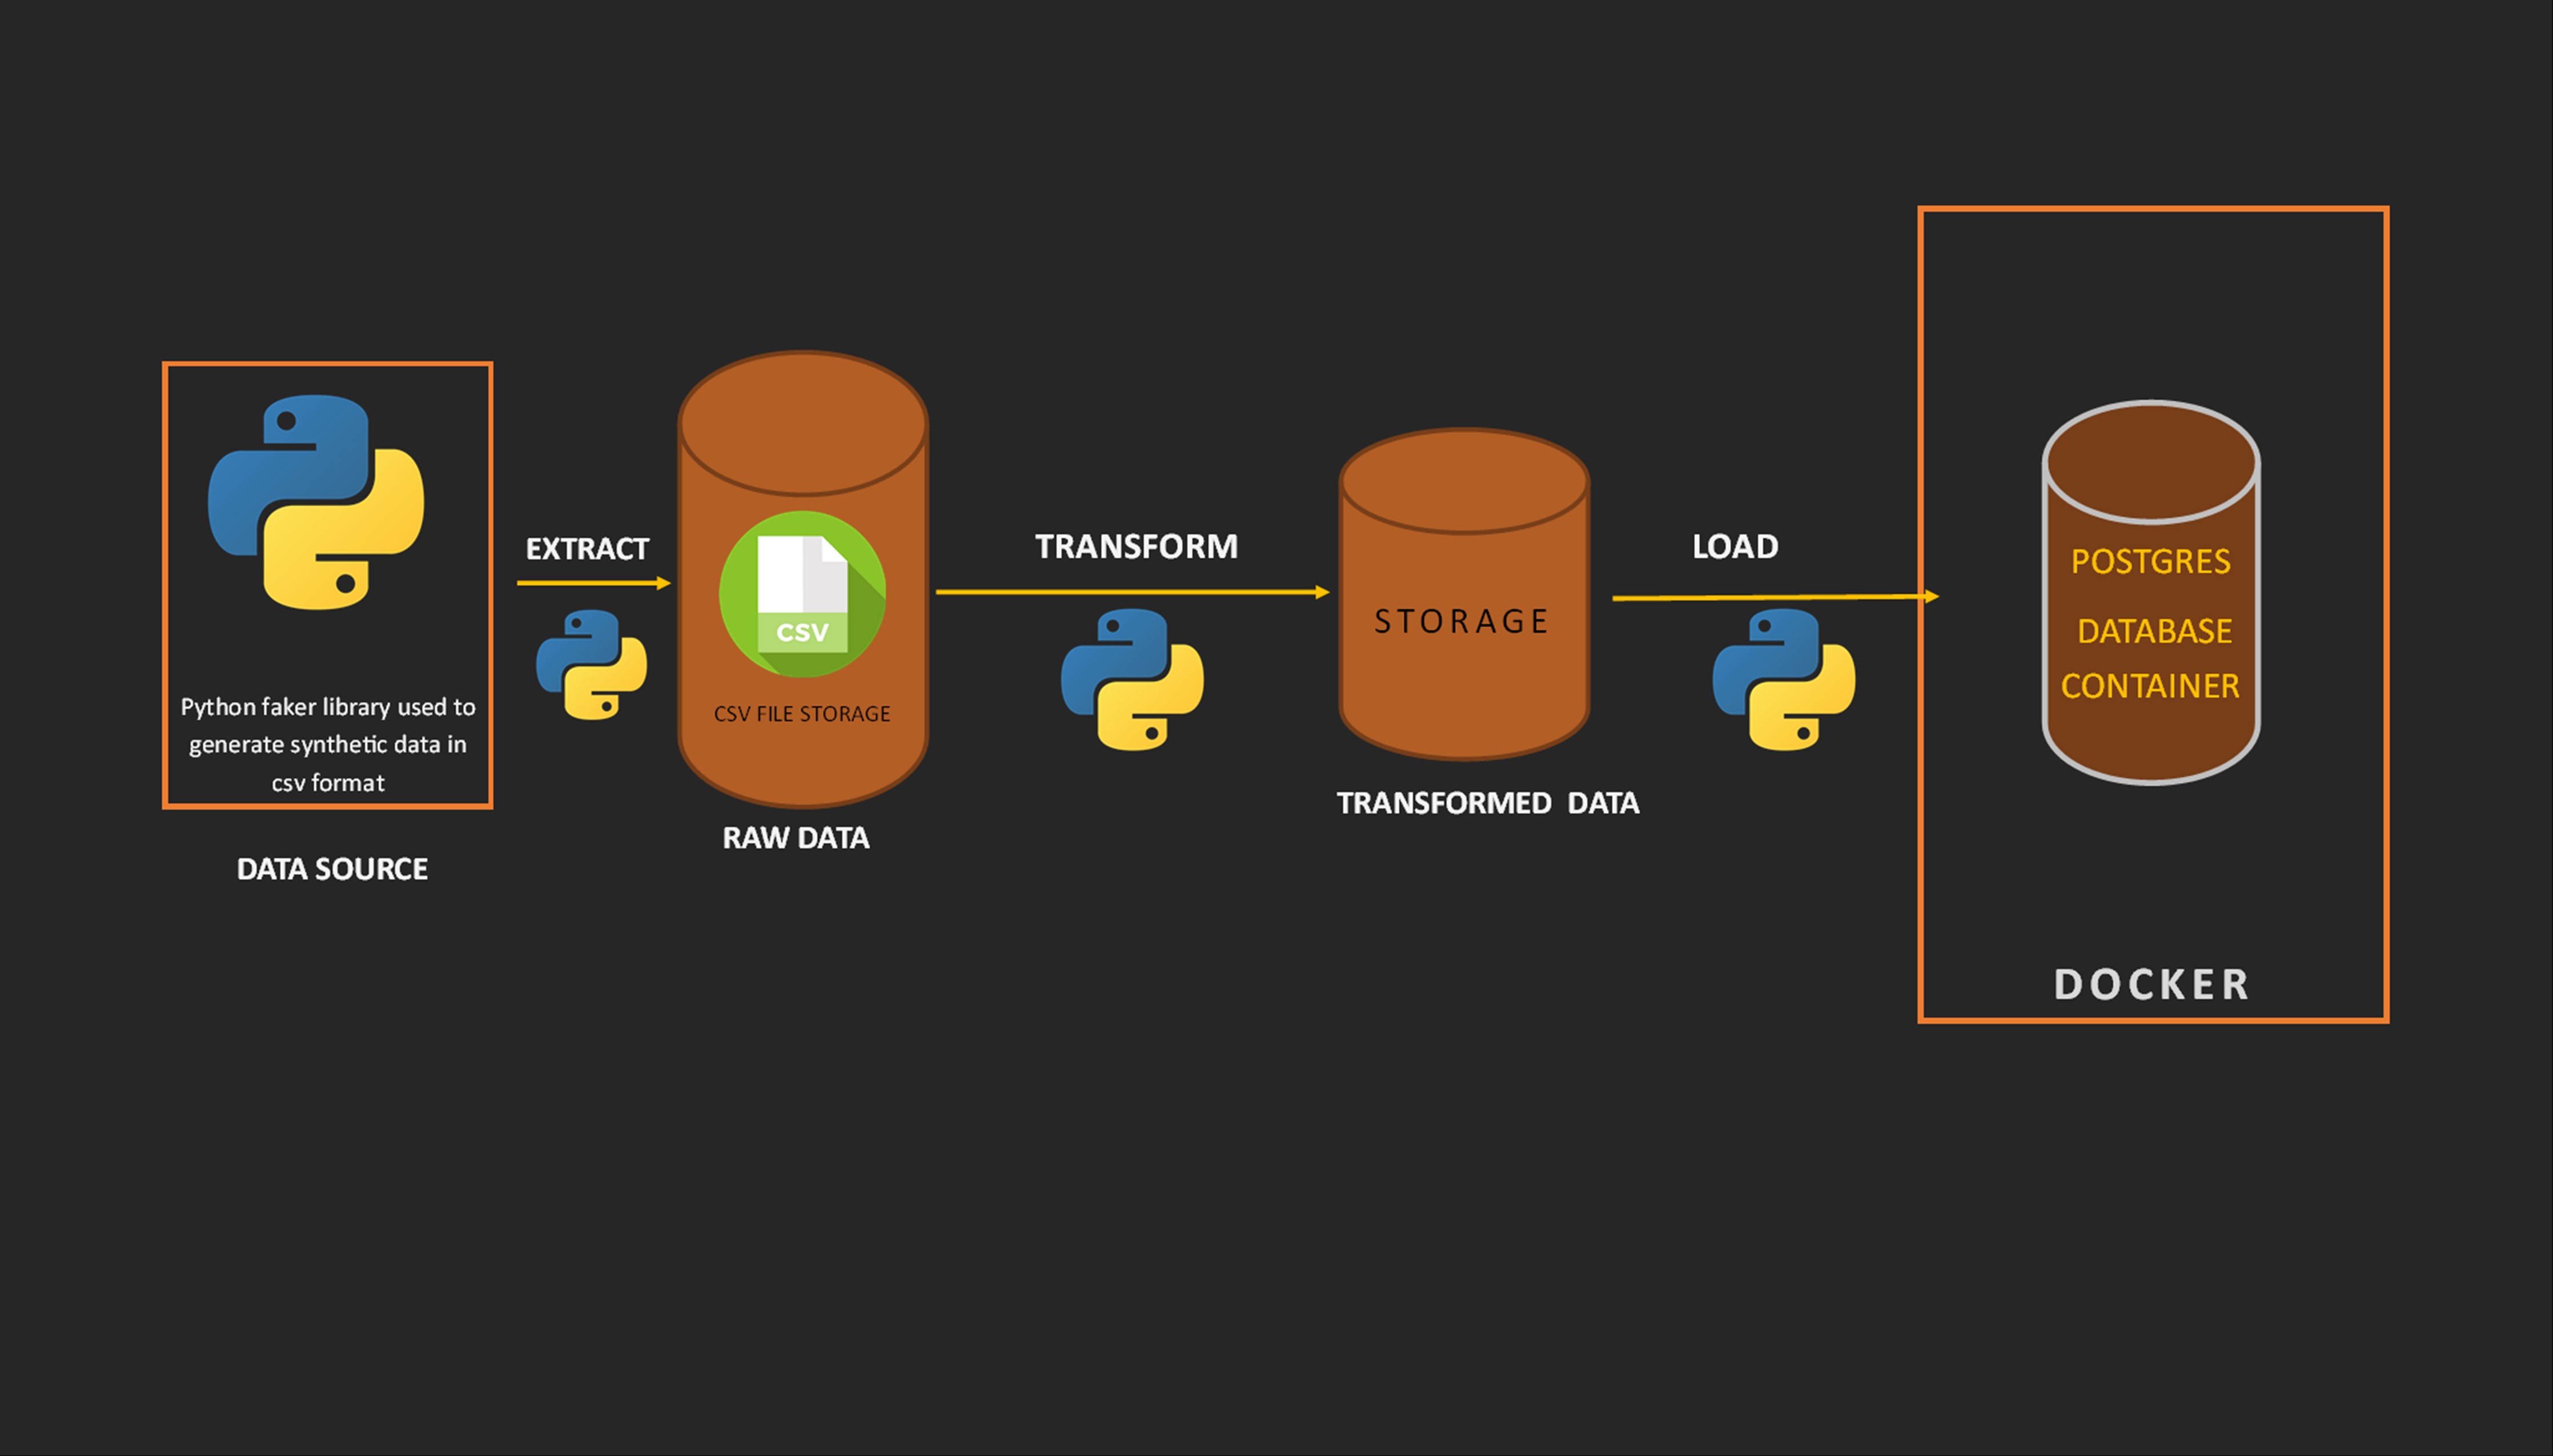 Python faker library used to
generate synthetic data in
csv format
DATA SOURCE
EXTRACT
CSV
CSV FILE STORAGE
RAW DATA
TRANSFORM
STORAGE
TRANSFORMED DATA
LOAD
POSTGRES
DATABASE
CONTAINER
DOCKER